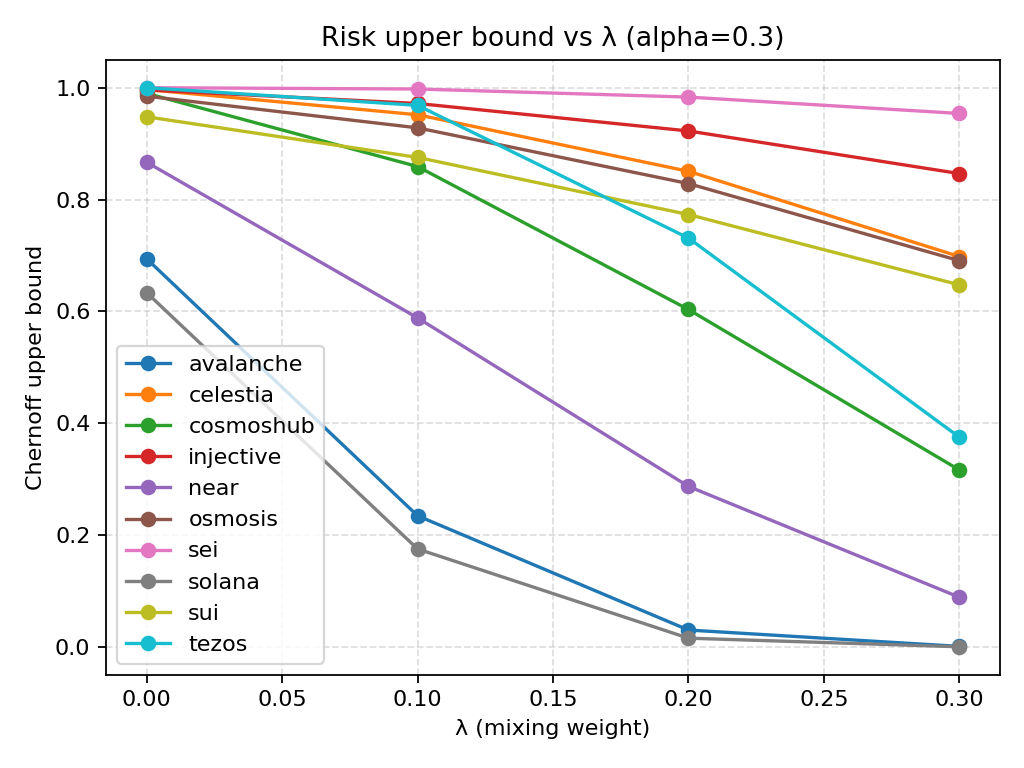 Risk upper bound vs λ (alpha=0.3)
Chernoff upper bound
1.0
0.8
0.6
0.4
0.2
0.0
avalanche
celestia
cosmoshub
injective
near
osmosis
sei
solana
sui
tezos
0.00 0.05 0.10 0.15 0.20 0.25 0.30
λ (mixing weight)